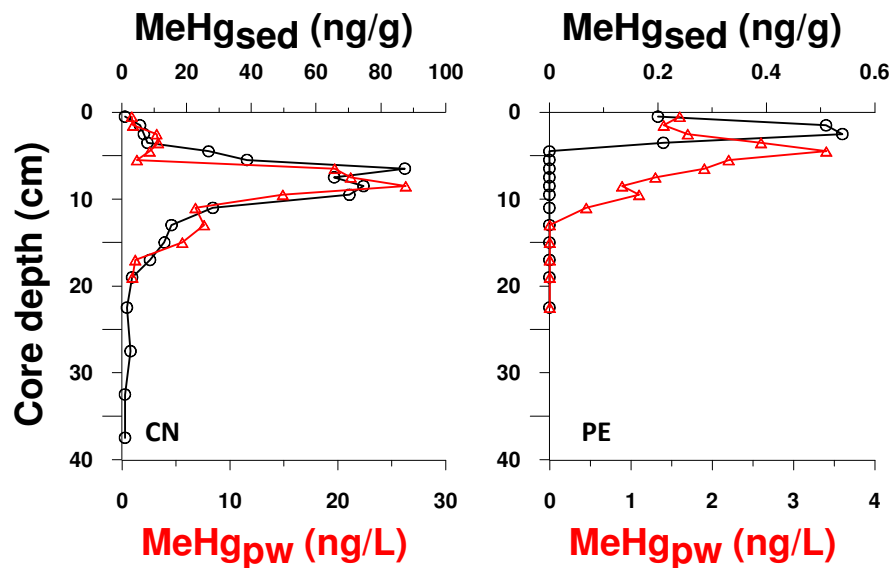 MeHgsed (ng/g)
0 20 40 60 80 100
0
10
20
30
40
Core depth (cm)
CN
0 10 20 30
MeHgpw (ng/L)
MeHgsed (ng/g)
0 0.2 0.4 0.6
0
10
20
30
40
PE
0 1 2 3 4
MeHgpw (ng/L)